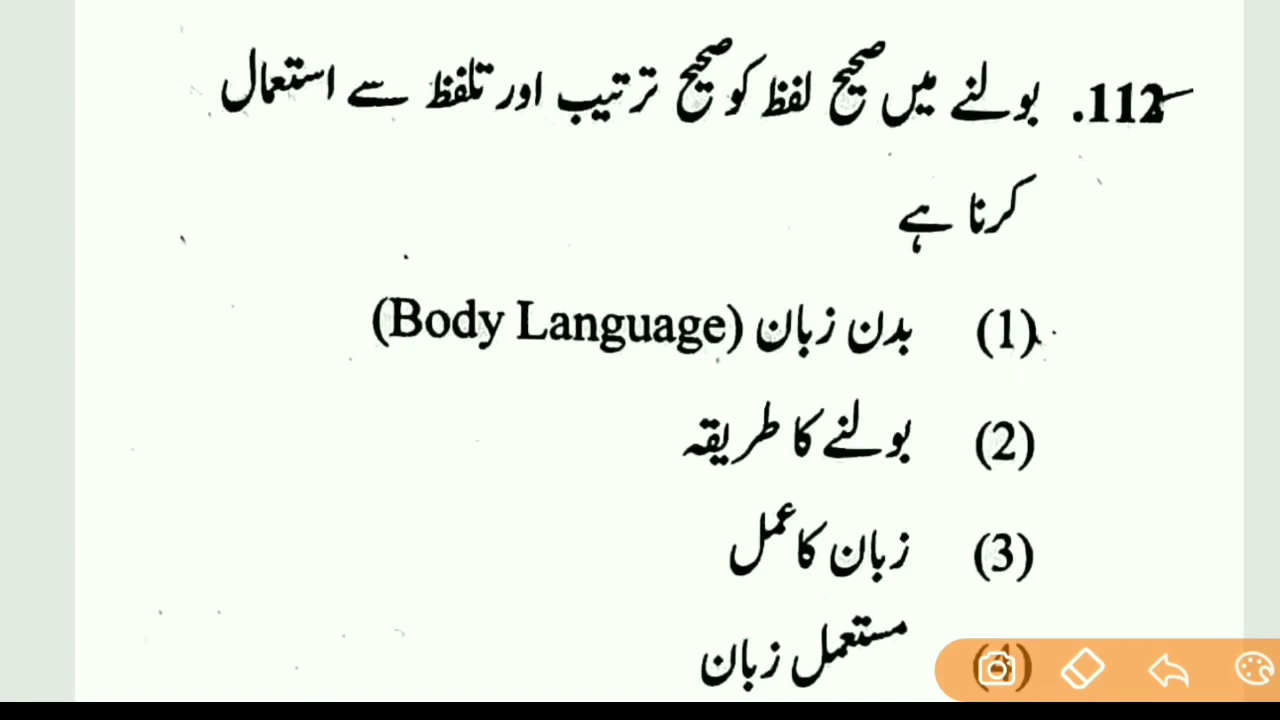 112. بولنے میں صحیح لفظ کو صحیح ترتیب اور تلفظ سے استعمال
کرنا ہے
(1) بدن زبان (Body Language)
(2) بولنے کا طریقہ
(3) زبان کا عمل
(4) مستعمل زبان